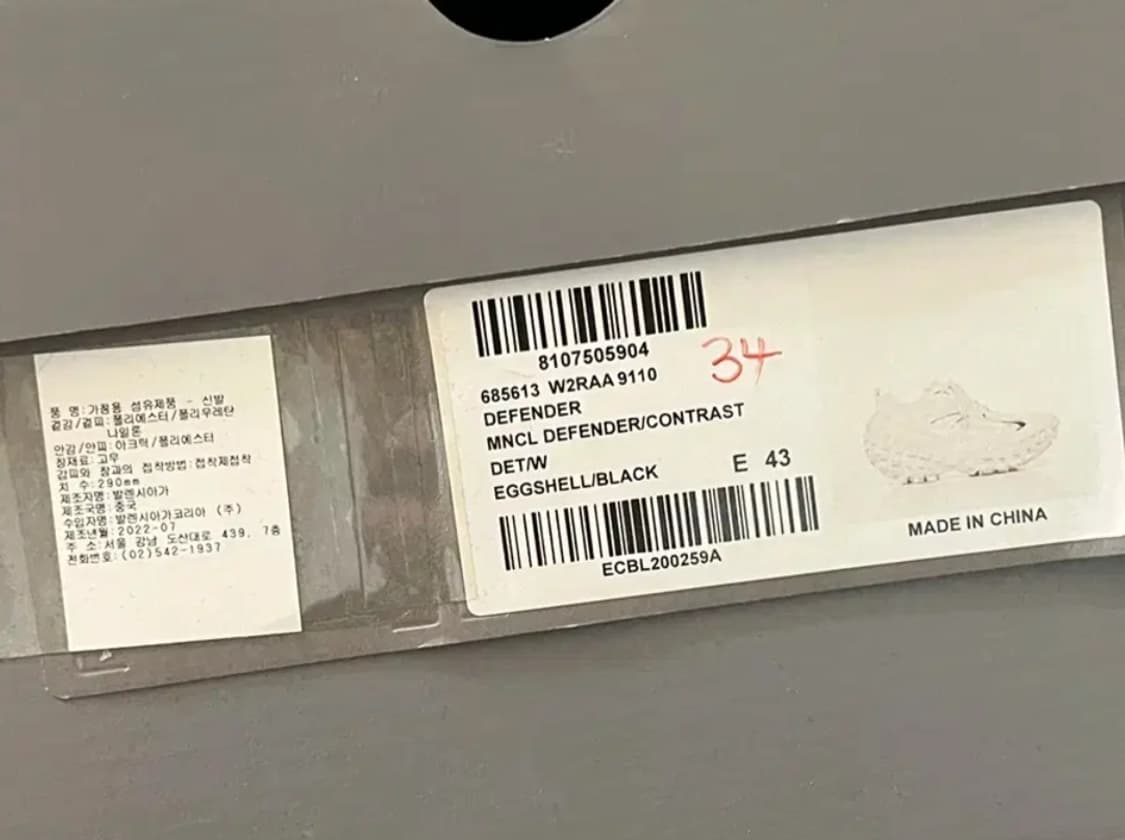 품 명:가정용 섬유제품 - 신발
겉감/겉피:폴리에스터/폴리우레탄
나일론
안감/안피:아크릴/폴리에스터
창재료:고무
갑피와 창과의 접착방법:접착제접착
치 수:290mm
제조자명:발렌시아가
제조국명:중국
수입자명:발렌시아가코리아 (주)
제조년월:2022-07
주 소:서울 강남 도산대로 439, 7층
전화번호:(02)542-1937
8107505904
34
685613 W2RAA 9110
DEFENDER
MNCL DEFENDER/CONTRAST
DET/W
EGGSHELL/BLACK
E 43
ECBL200259A
MADE IN CHINA